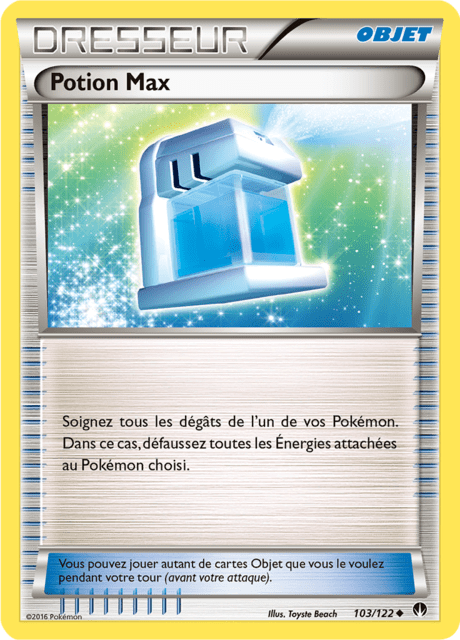 DRESSEUR
OBJET
Potion Max
Soignez tous les dégâts de l'un de vos Pokémon.
Dans ce cas, défaussez toutes les Énergies attachées
au Pokémon choisi.
Vous pouvez jouer autant de cartes Objet que vous le voulez
pendant votre tour (avant votre attaque).
©2016 Pokémon
Illus. Toyste Beach
103/122